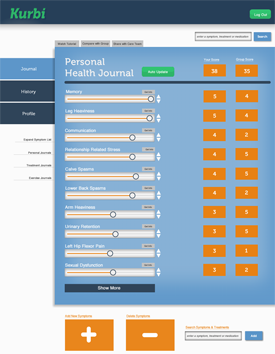 Kurbi
Log Out
enter a symptom, treatment or medication
Search
Journal
History
Profile
Expand Symptom List
Personal Journals
Treatment Journals
Exercise Journals
Update Journal
Compare with Group
Share with Care Team
Personal
Health Journal
Auto Update
Your Score
Group Score
38
35
Memory
5
4
Leg Heaviness
5
4
Communication
4
2
Relationship Related Stress
4
5
Calve Spasms
4
5
Lower Back Spasms
4
2
Arm Heaviness
3
5
Urinary Retention
3
5
Left Hip Flexor Pain
3
1
Sexual Dysfunction
3
2
Show More
Add New Symptoms
Delete Symptoms
Search Symptoms & Treatments
enter a symptom, treatment or medication
Add